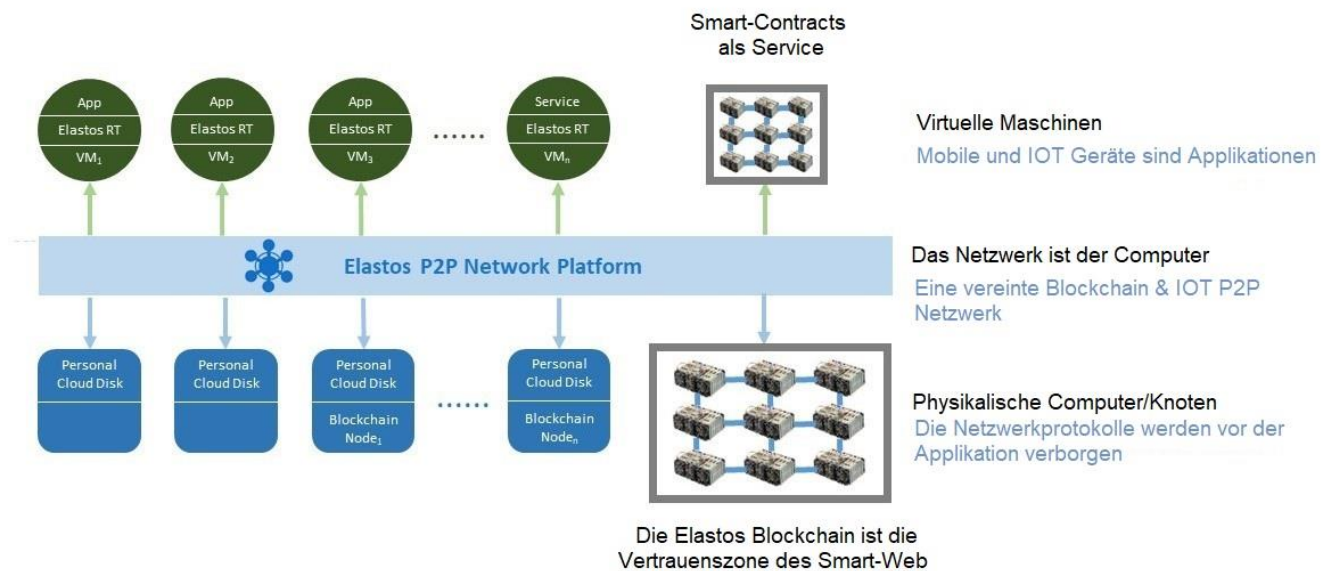 Smart-Contracts
als Service
App
Elastos RT
VM1
App
Elastos RT
VM2
App
Elastos RT
VM3
......
Service
Elastos RT
VMn
Virtuelle Maschinen
Mobile und IOT Geräte sind Applikationen
Elastos P2P Network Platform
Das Netzwerk ist der Computer
Eine vereinte Blockchain & IOT P2P
Netzwerk
Personal
Cloud Disk
Personal
Cloud Disk
Personal
Cloud Disk
Blockchain
Node1
......
Personal
Cloud Disk
Blockchain
Noden
Physikalische Computer/Knoten
Die Netzwerkprotokolle werden vor der
Applikation verborgen
Die Elastos Blockchain ist die
Vertrauenszone des Smart-Web